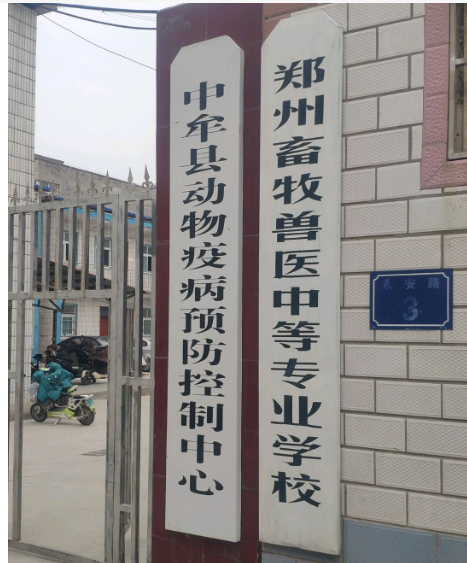 中牟县动物疫病预防控制中心
郑州畜牧兽医中等专业学校
永安路
3